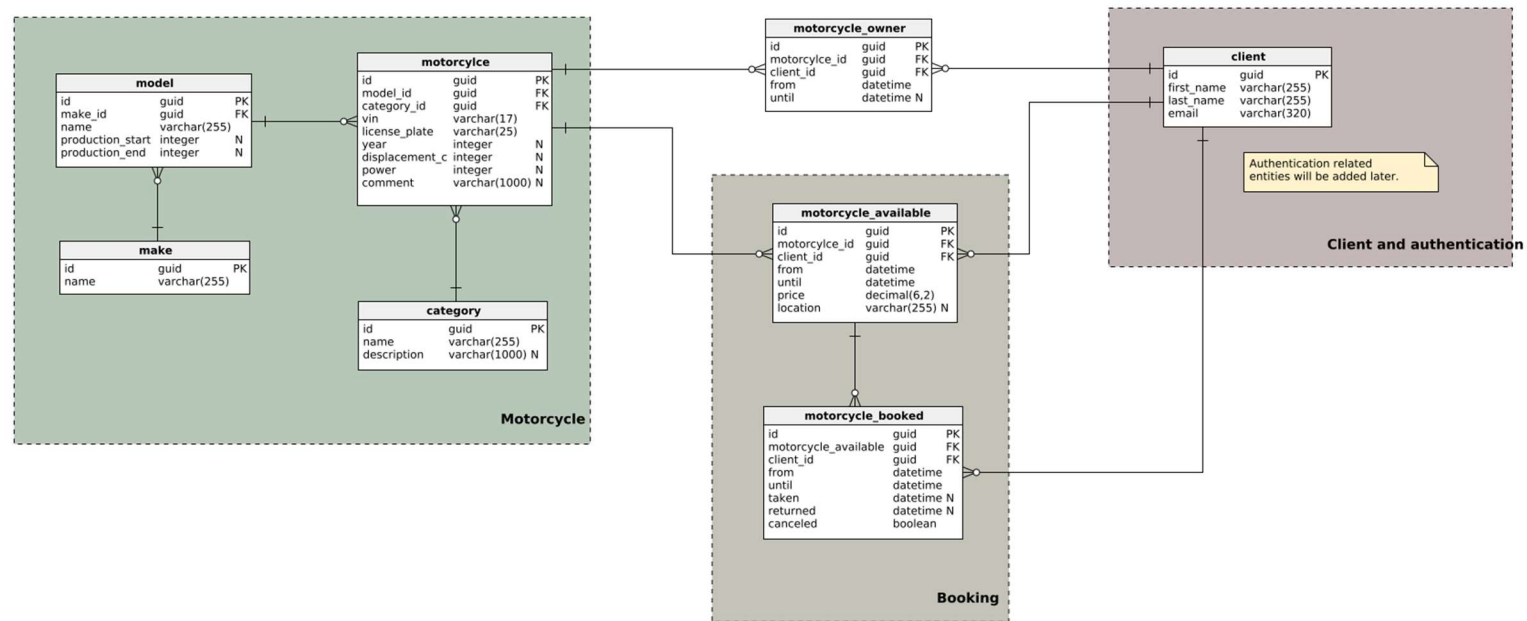 model
id guid PK
make_id guid FK
name varchar(255)
production_start integer N
production_end integer N
make
id guid PK
name varchar(255)
motorcylce
id guid PK
model_id guid FK
category_id guid FK
vin varchar(17)
license_plate varchar(25)
year integer N
displacement_c integer N
power integer N
comment varchar(1000) N
category
id guid PK
name varchar(255)
description varchar(1000) N
Motorcycle
motorcycle_owner
id guid PK
motorcylce_id guid FK
client_id guid FK
from datetime
until datetime N
motorcycle_available
id guid PK
motorcylce_id guid FK
client_id guid FK
from datetime
until datetime
price decimal(6,2)
location varchar(255) N
motorcycle_booked
id guid PK
motorcycle_available guid FK
client_id guid FK
from datetime
until datetime
taken datetime N
returned datetime N
canceled boolean
Booking
client
id guid PK
first_name varchar(255)
last_name varchar(255)
email varchar(320)
Authentication related
entities will be added later.
Client and authentication